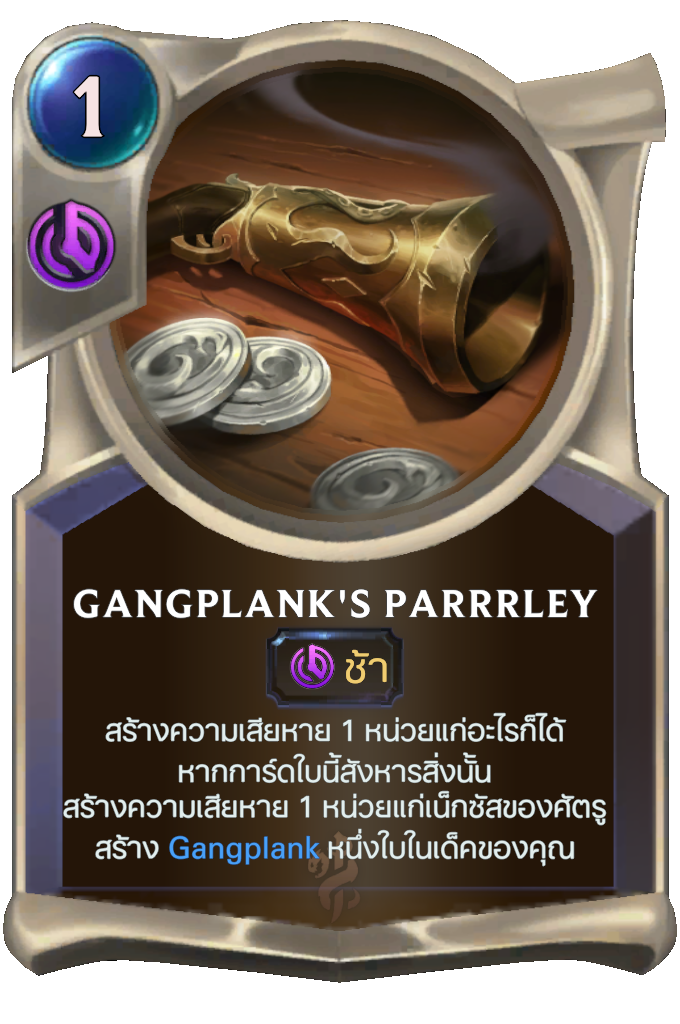 1
GANGPLANK'S PARRRLEY
ช้า
สร้างความเสียหาย 1 หน่วยแก่อะไรก็ได้
หากการ์ดใบนี้สังหารสิ่งนั้น
สร้างความเสียหาย 1 หน่วยแก่เน็กซัสของศัตรู
สร้าง Gangplank หนึ่งใบในเด็คของคุณ